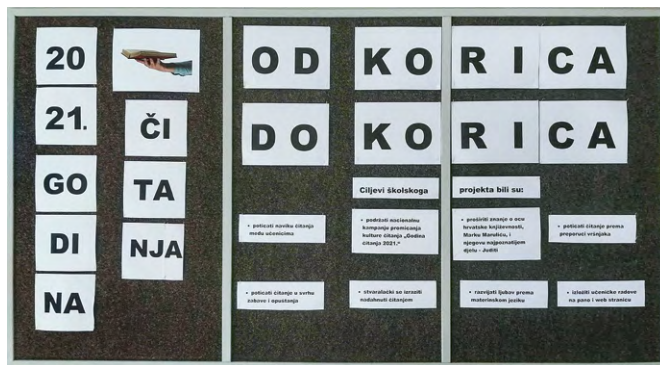 20
21.
GO
DI
NA
ČI
TA
NJA
OD KORICA
DO KORICA
Ciljevi školskoga projekta bili su:
• poticati naviku čitanja
među učenicima
• podržati nacionalnu
kampanju promicanja
kulture čitanja „Godina
čitanja 2021.“
• proširiti znanje o ocu
hrvatske književnosti,
Marku Maruliću, i
njegovu najpoznatijem
djelu - Juditi
• poticati čitanje prema
preporuci vršnjaka
• poticati čitanje u svrhu
zabave i opuštanja
• stvaralački se izraziti
nadahnuti čitanjem
• razvijati ljubav prema
materinskom jeziku
• izložiti učeničke radove
na pano i web stranicu